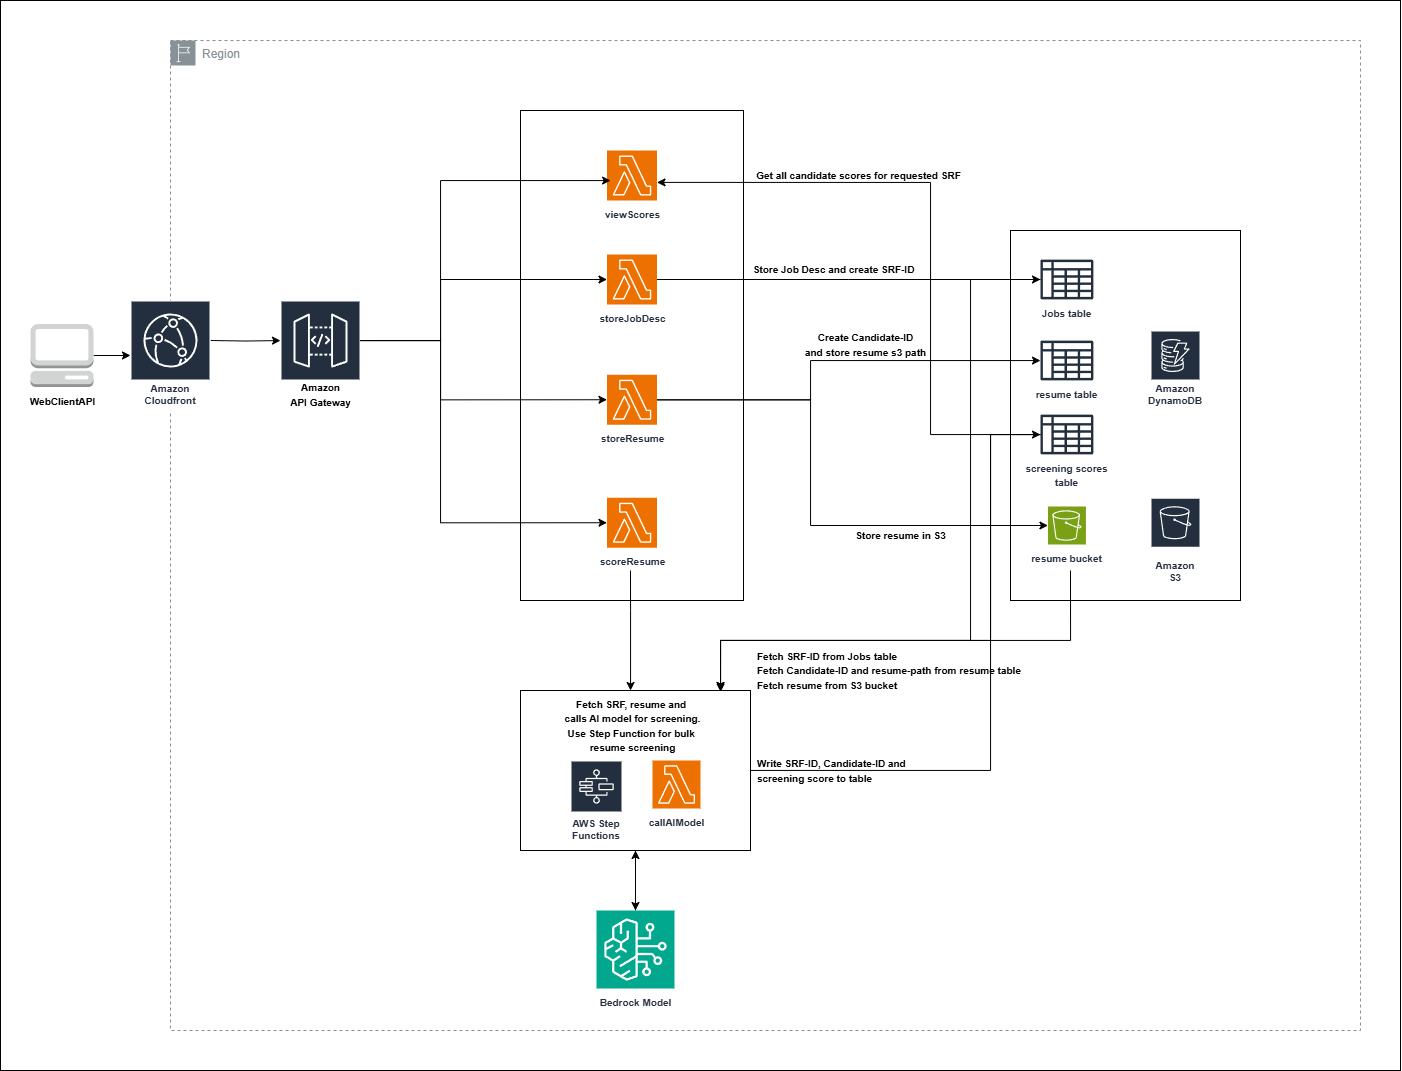 Region
viewScores
Get all candidate scores for requested SRF
storeJobDesc
Store Job Desc and create SRF-ID
Jobs table
WebClientAPI
Amazon
Cloudfront
Amazon
API Gateway
Create Candidate-ID
and store resume s3 path
resume table
Amazon
DynamoDB
storeResume
screening scores
table
scoreResume
Store resume in S3
resume bucket
Amazon
S3
Fetch SRF-ID from Jobs table
Fetch Candidate-ID and resume-path from resume table
Fetch resume from S3 bucket
Fetch SRF, resume and
calls AI model for screening.
Use Step Function for bulk
resume screening
AWS Step
Functions
callAIModel
Write SRF-ID, Candidate-ID and
screening score to table
Bedrock Model